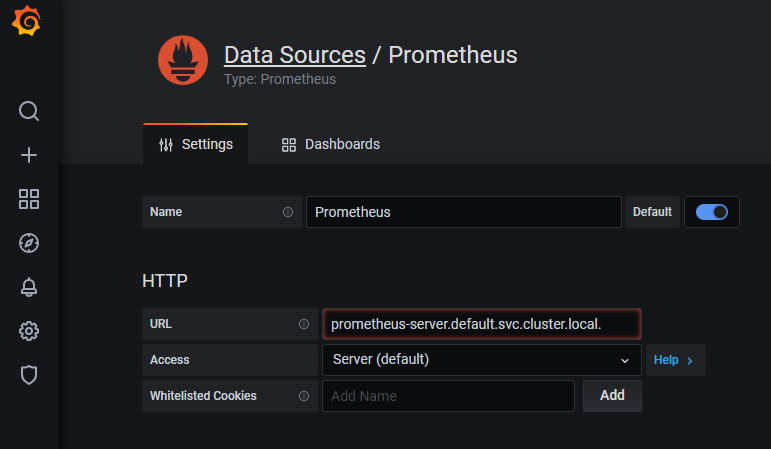 Data Sources / Prometheus
Type: Prometheus
Settings Dashboards
Name Prometheus Default
HTTP
URL prometheus-server.default.svc.cluster.local.
Access Server (default) Help >
Whitelisted Cookies Add Name Add